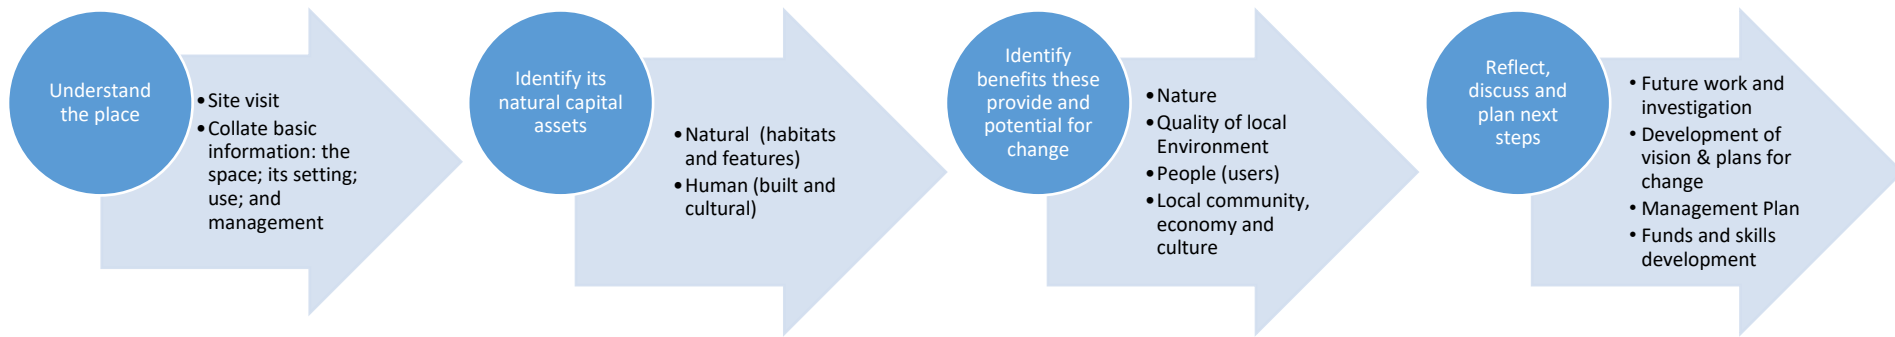 Understand
the place
•Site visit
•Collate basic
information: the
space; its setting;
use; and
management
Identify its
natural capital
assets
•Natural  (habitats
and features)
•Human (built and
cultural)
Identify
benefits these
provide and
potential for
change
•Nature
•Quality of local
Environment
•People (users)
•Local community,
economy and
culture
Reflect,
discuss and
plan next
steps
• Future work and
investigation
• Development of
vision & plans for
change
• Management Plan
• Funds and skills
development